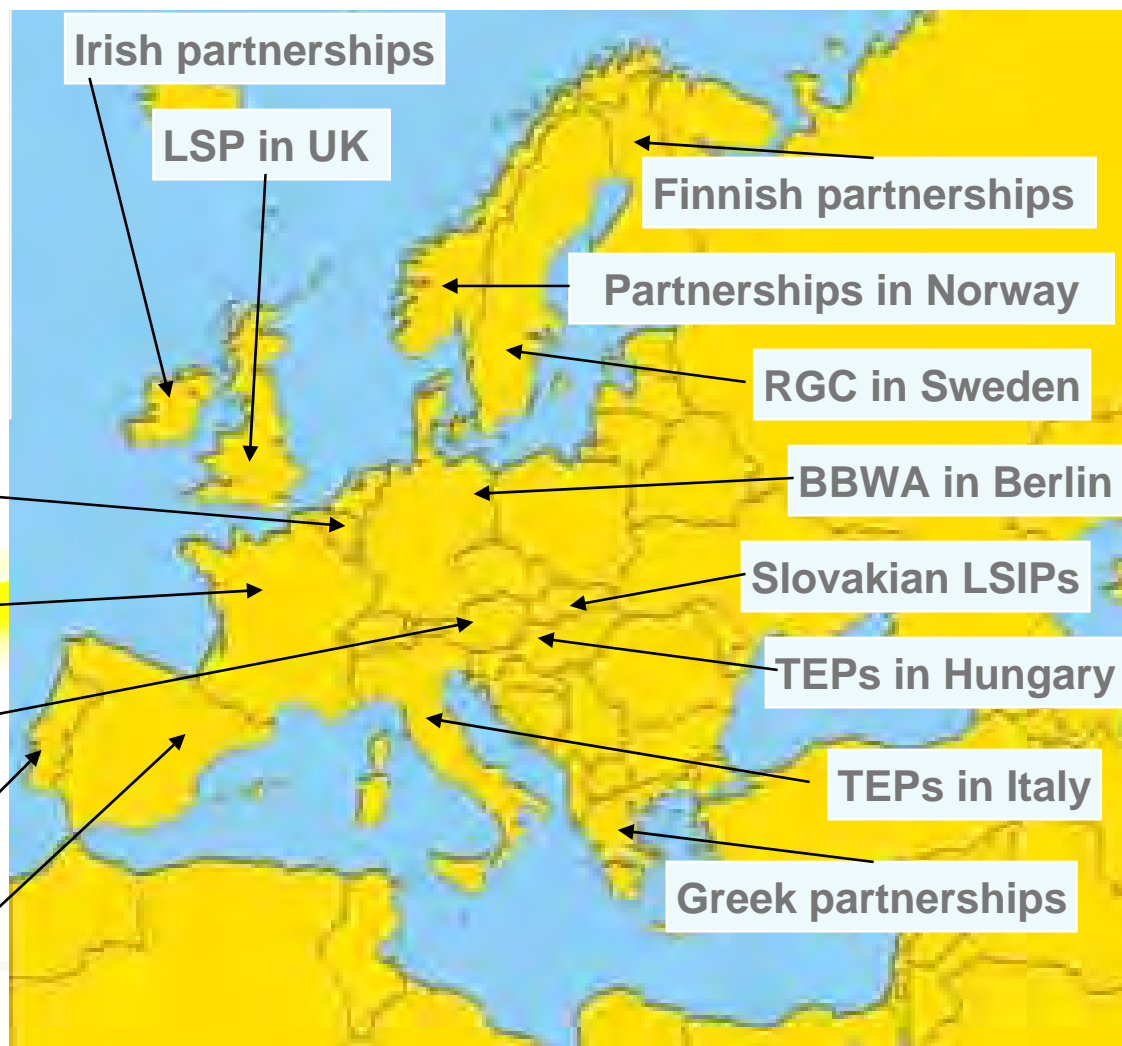 Irish partnerships
LSP in UK
Finnish partnerships
Partnerships in Norway
RGC in Sweden
BBWA in Berlin
Slovakian LSIPs
TEPs in Hungary
TEPs in Italy
Greek partnerships